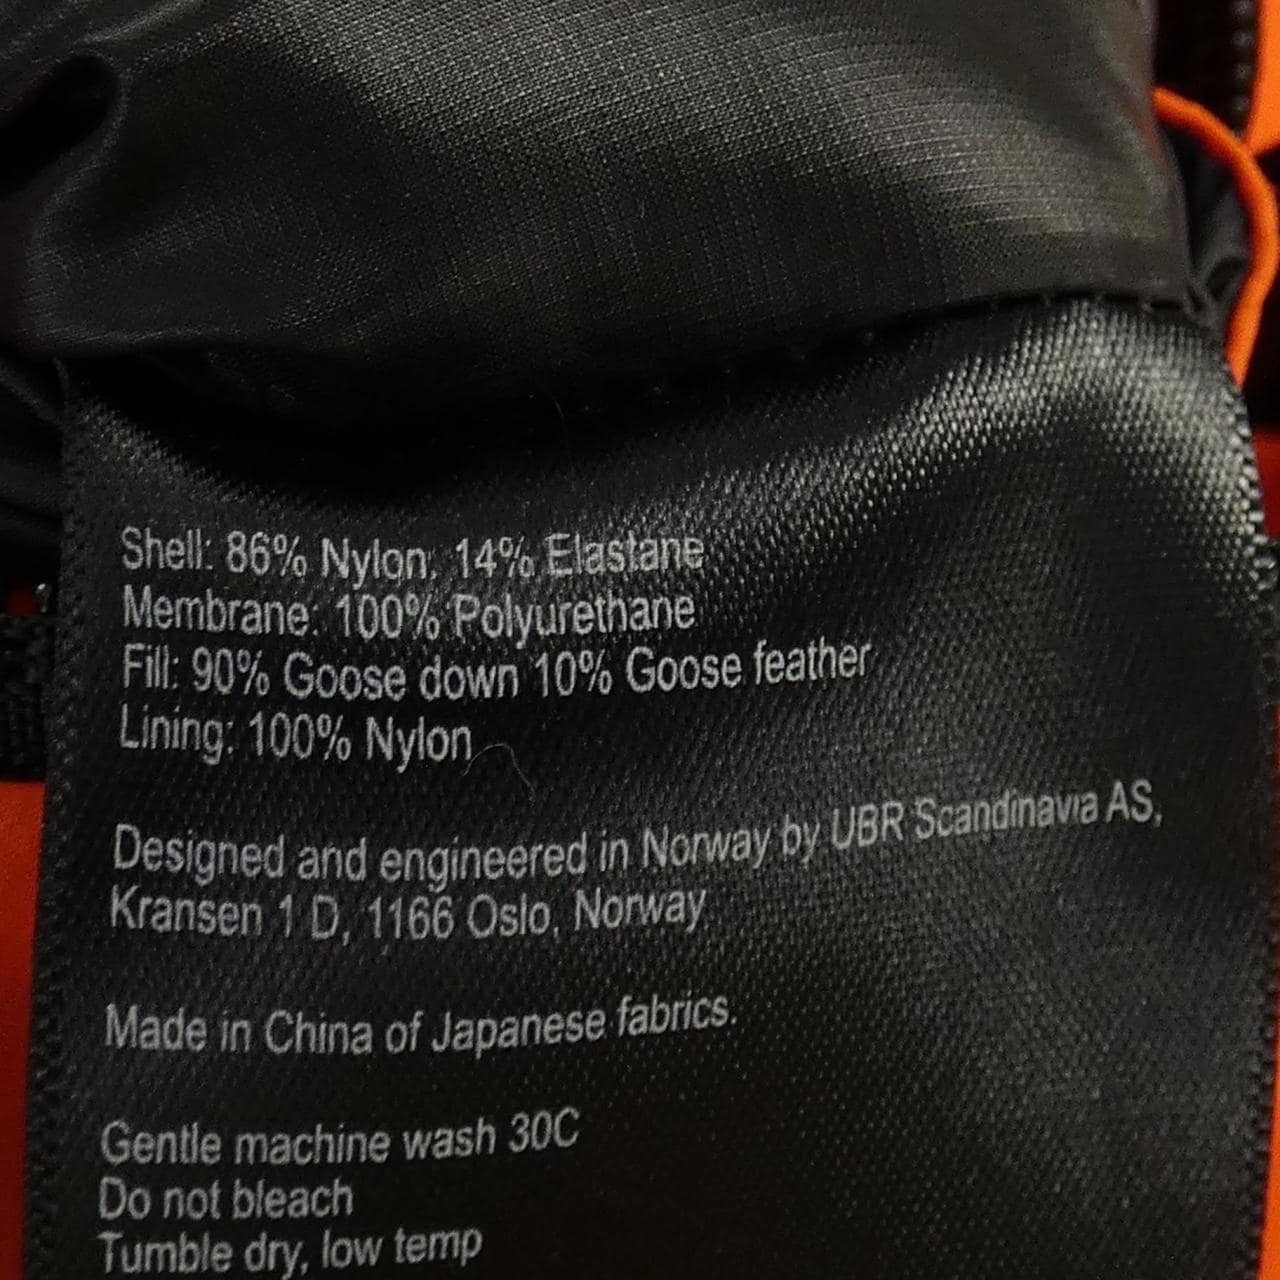 Shell: 86% Nylon, 14% Elastane
Membrane: 100% Polyurethane
Fill: 90% Goose down 10% Goose feather
Lining: 100% Nylon
Designed and engineered in Norway by UBR Scandinavia AS,
Kransen 1 D, 1166 Oslo, Norway
Made in China of Japanese fabrics.
Gentle machine wash 30C
Do not bleach
Tumble dry, low temp